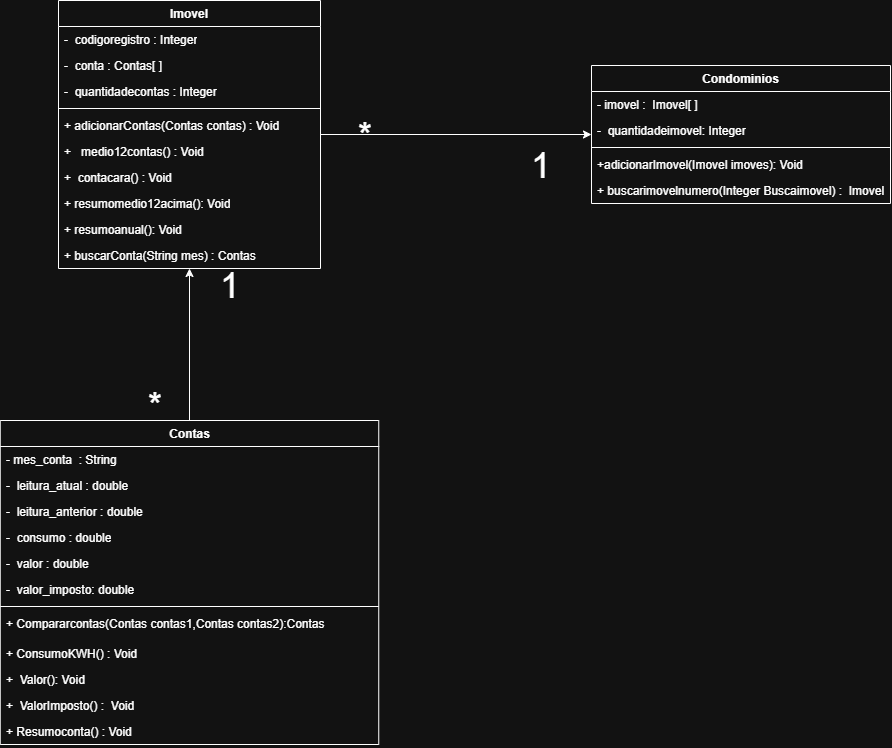 Imovel
- codigoregistro : Integer
- conta : Contas[ ]
- quantidadecontas : Integer
+ adicionarContas(Contas contas) : Void
+ medio12contas() : Void
+ contacara() : Void
+ resumomedio12acima(): Void
+ resumoanual(): Void
+ buscarConta(String mes) : Contas
*
1
Condominios
- imovel : Imovel[ ]
- quantidadeimovel: Integer
+adicionarImovel(Imovel imoves): Void
+ buscarimovelnumero(Integer Buscaimovel) : Imovel
1
*
Contas
- mes_conta : String
- leitura_atual : double
- leitura_anterior : double
- consumo : double
- valor : double
- valor_imposto: double
+ Compararcontas(Contas contas1,Contas contas2):Contas
+ ConsumoKWH() : Void
+ Valor(): Void
+ ValorImposto() : Void
+ Resumoconta() : Void